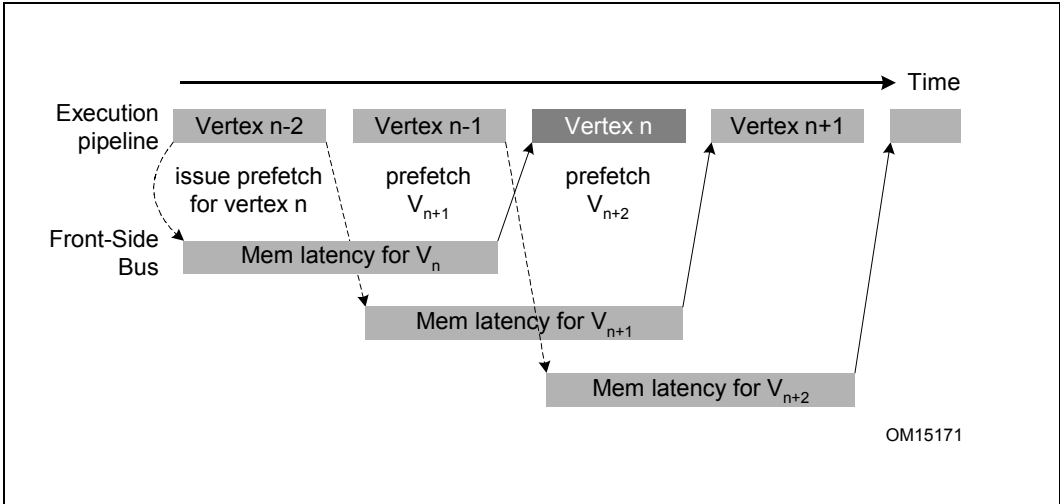 Time
Execution
pipeline
Vertex n-2
Vertex n-1
Vertex n
Vertex n+1
issue prefetch
for vertex n
prefetch
Vn+1
prefetch
Vn+2
Front-Side
Bus
Mem latency for Vn
Mem latency for Vn+1
Mem latency for Vn+2
OM15171